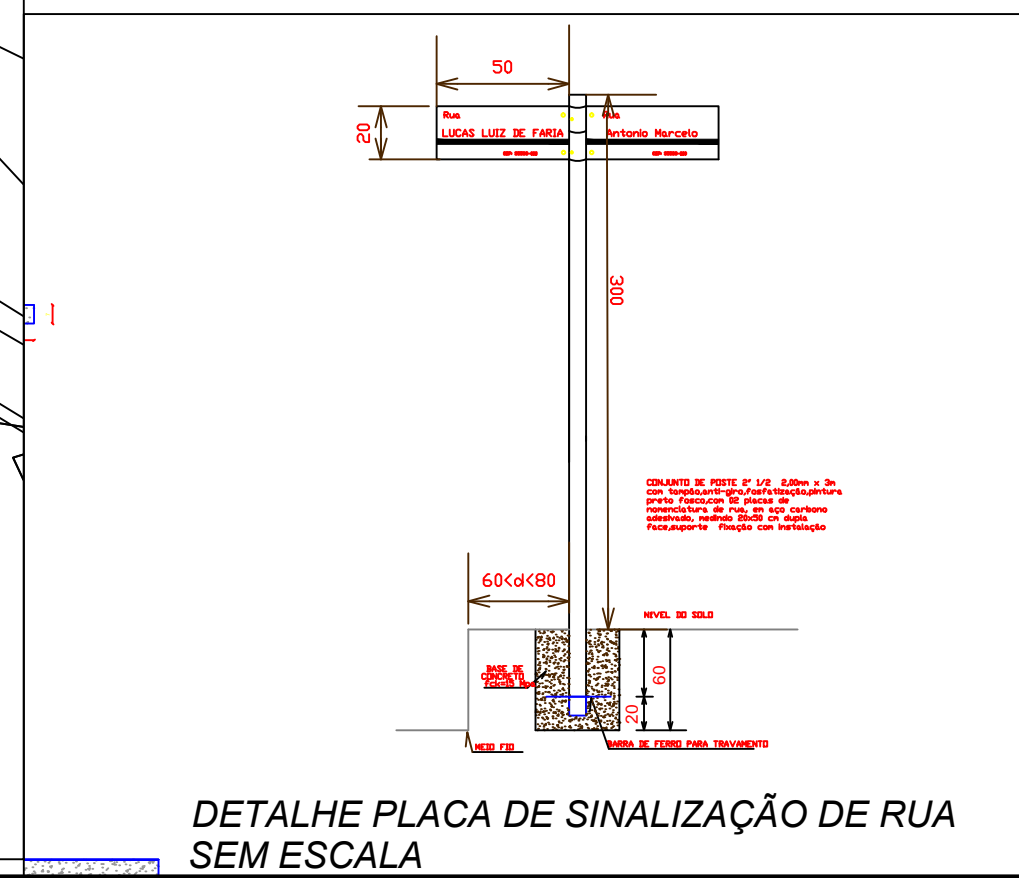 50
20
Rua
LUCAS LUIZ DE FARIA
Rua
Antonio Marcelo
300
CONJUNTO DE POSTE 2" 1/2 2,00mm x 3m
com tampão,anti-giro,fosfatização,pintura
preto fosco,com 02 placas de
nomenclatura de rua, em aço carbono
adesivado, medindo 20x50 cm dupla
face,suporte fixação com instalação
60<d<80
NIVEL DO SOLO
BASE DE
CONCRETO
fck=15 Mpa
60
20
MEIO FIO
BARRA DE FERRO PARA TRAVAMENTO
DETALHE PLACA DE SINALIZAÇÃO DE RUA
SEM ESCALA